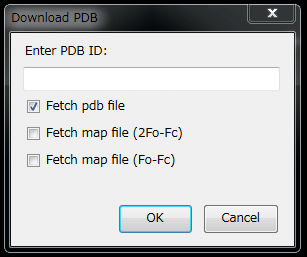 Download PDB
Enter PDB ID:
Fetch pdb file
Fetch map file (2Fo-Fc)
Fetch map file (Fo-Fc)
OK
Cancel